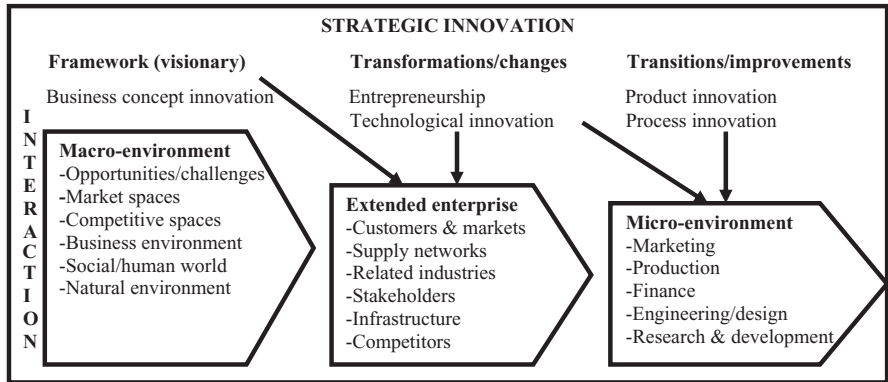 STRATEGIC INNOVATION
Framework (visionary)
Business concept innovation
Transformations/changes
Entrepreneurship
Technological innovation
Transitions/improvements
Product innovation
Process innovation
INTERACTION
Macro-environment
-Opportunities/challenges
-Market spaces
-Competitive spaces
-Business environment
-Social/human world
-Natural environment
Extended enterprise
-Customers & markets
-Supply networks
-Related industries
-Stakeholders
-Infrastructure
-Competitors
Micro-environment
-Marketing
-Production
-Finance
-Engineering/design
-Research & development